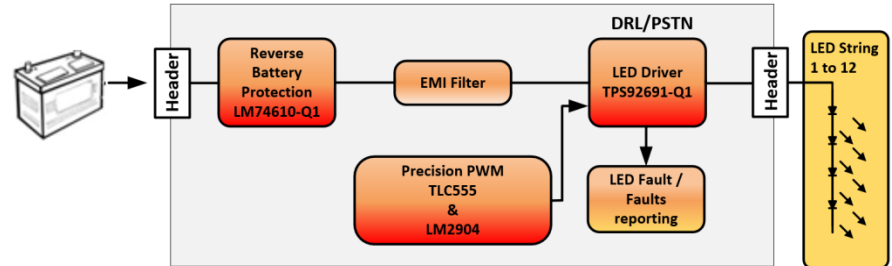 DRL/PSTN
Header
Reverse
Battery
Protection
LM74610-Q1
EMI Filter
LED Driver
TPS92691-Q1
Header
LED String
1 to 12
Precision PWM
TLC555
&
LM2904
LED Fault /
Faults
reporting